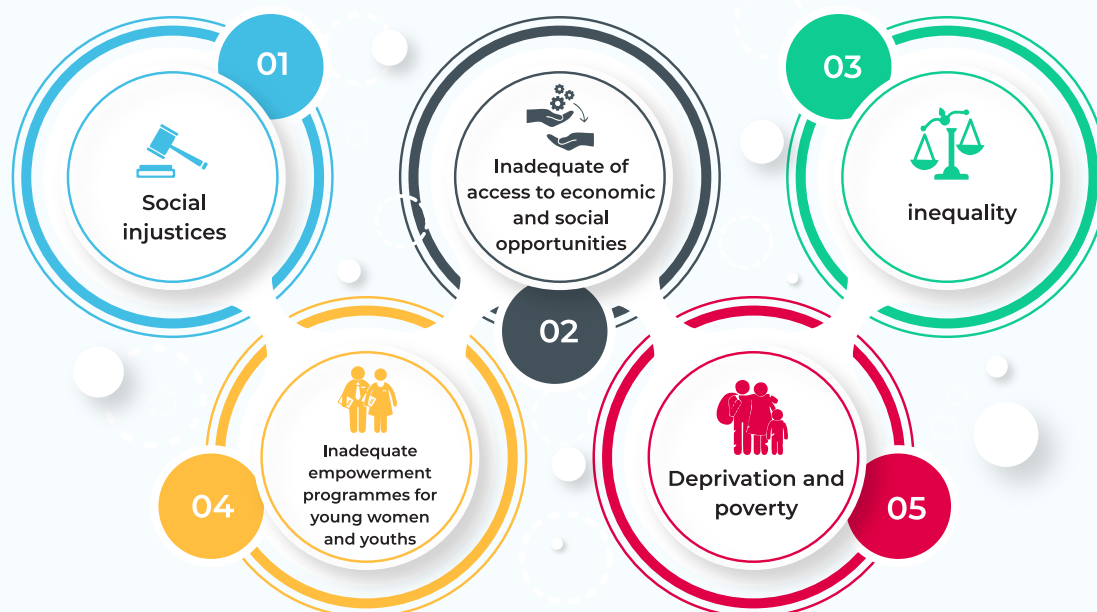 01
Social
injustices
02
Inadequate of
access to economic
and social
opportunities
03
inequality
04
Inadequate
empowerment
programmes for
young women
and youths
05
Deprivation and
poverty